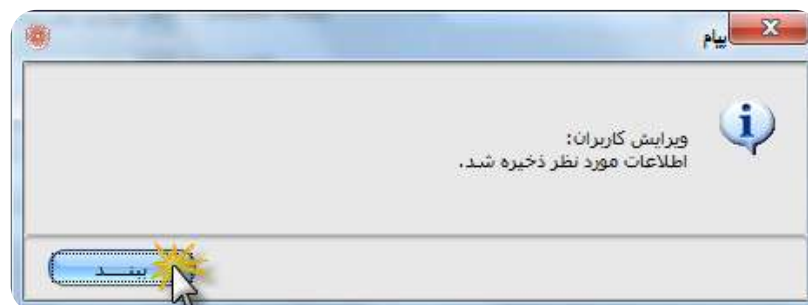 پیام
ویرایش کاربران:
اطلاعات مورد نظر ذخیره شد.